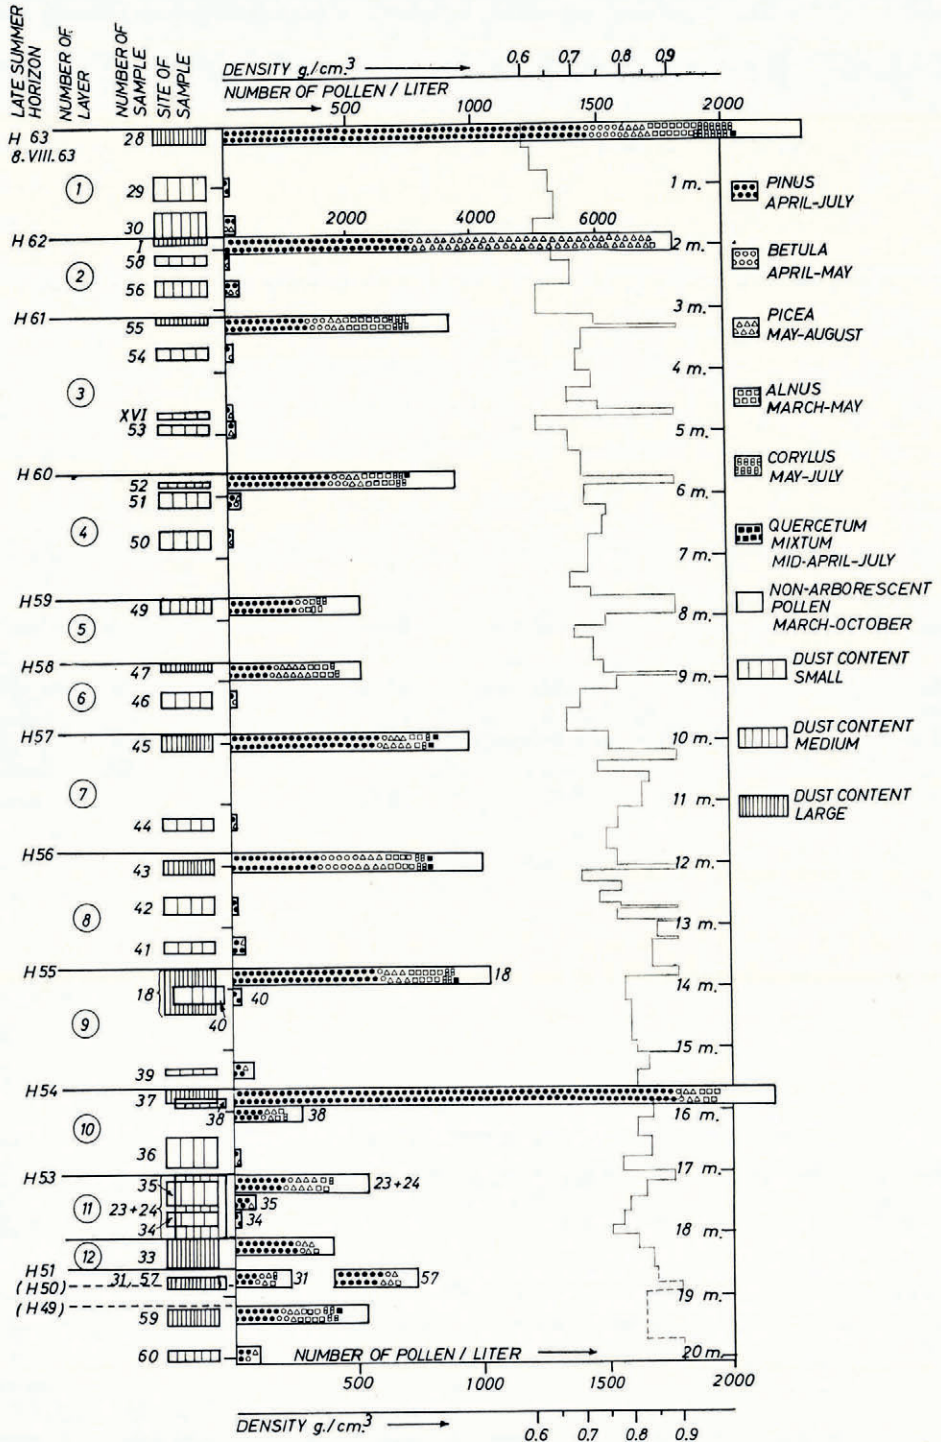 LATE SUMMER
HORIZON
NUMBER OF
LAYER
NUMBER OF
SAMPLE
SITE OF
SAMPLE
DENSITY g./cm.3
0,6 0,7 0,8 0,9
NUMBER OF POLLEN / LITER
500 1000 1500 2000
H 63
8.VIII.63
28
1
29
1 m.
30
2000 4000 6000
H 62
I
2 m.
58
2
56
3 m.
H 61
55
54
4 m.
3
XVI
53
5 m.
H 60
52
6 m.
51
4
50
7 m.
H59
49
8 m.
5
H58
47
9 m.
6
46
H57
45
10 m.
7
11 m.
44
H56
43
12 m.
42
8
13 m.
41
H55
18
18
14 m.
40
40
9
15 m.
39
H54
37
38
38
16 m.
10
36
17 m.
H53
35
23+24
35
11
23+24
34
34
18 m.
12
33
H51
31, 57
31
57
(H50)
19 m.
(H49)
59
60
NUMBER OF POLLEN / LITER
20 m.
500 1000 1500 2000
DENSITY g./cm.3
0.6 0.7 0.8 0.9
PINUS
APRIL-JULY
BETULA
APRIL-MAY
PICEA
MAY-AUGUST
ALNUS
MARCH-MAY
CORYLUS
MAY-JULY
QUERCETUM
MIXTUM
MID-APRIL-JULY
NON-ARBORESCENT
POLLEN
MARCH-OCTOBER
DUST CONTENT
SMALL
DUST CONTENT
MEDIUM
DUST CONTENT
LARGE